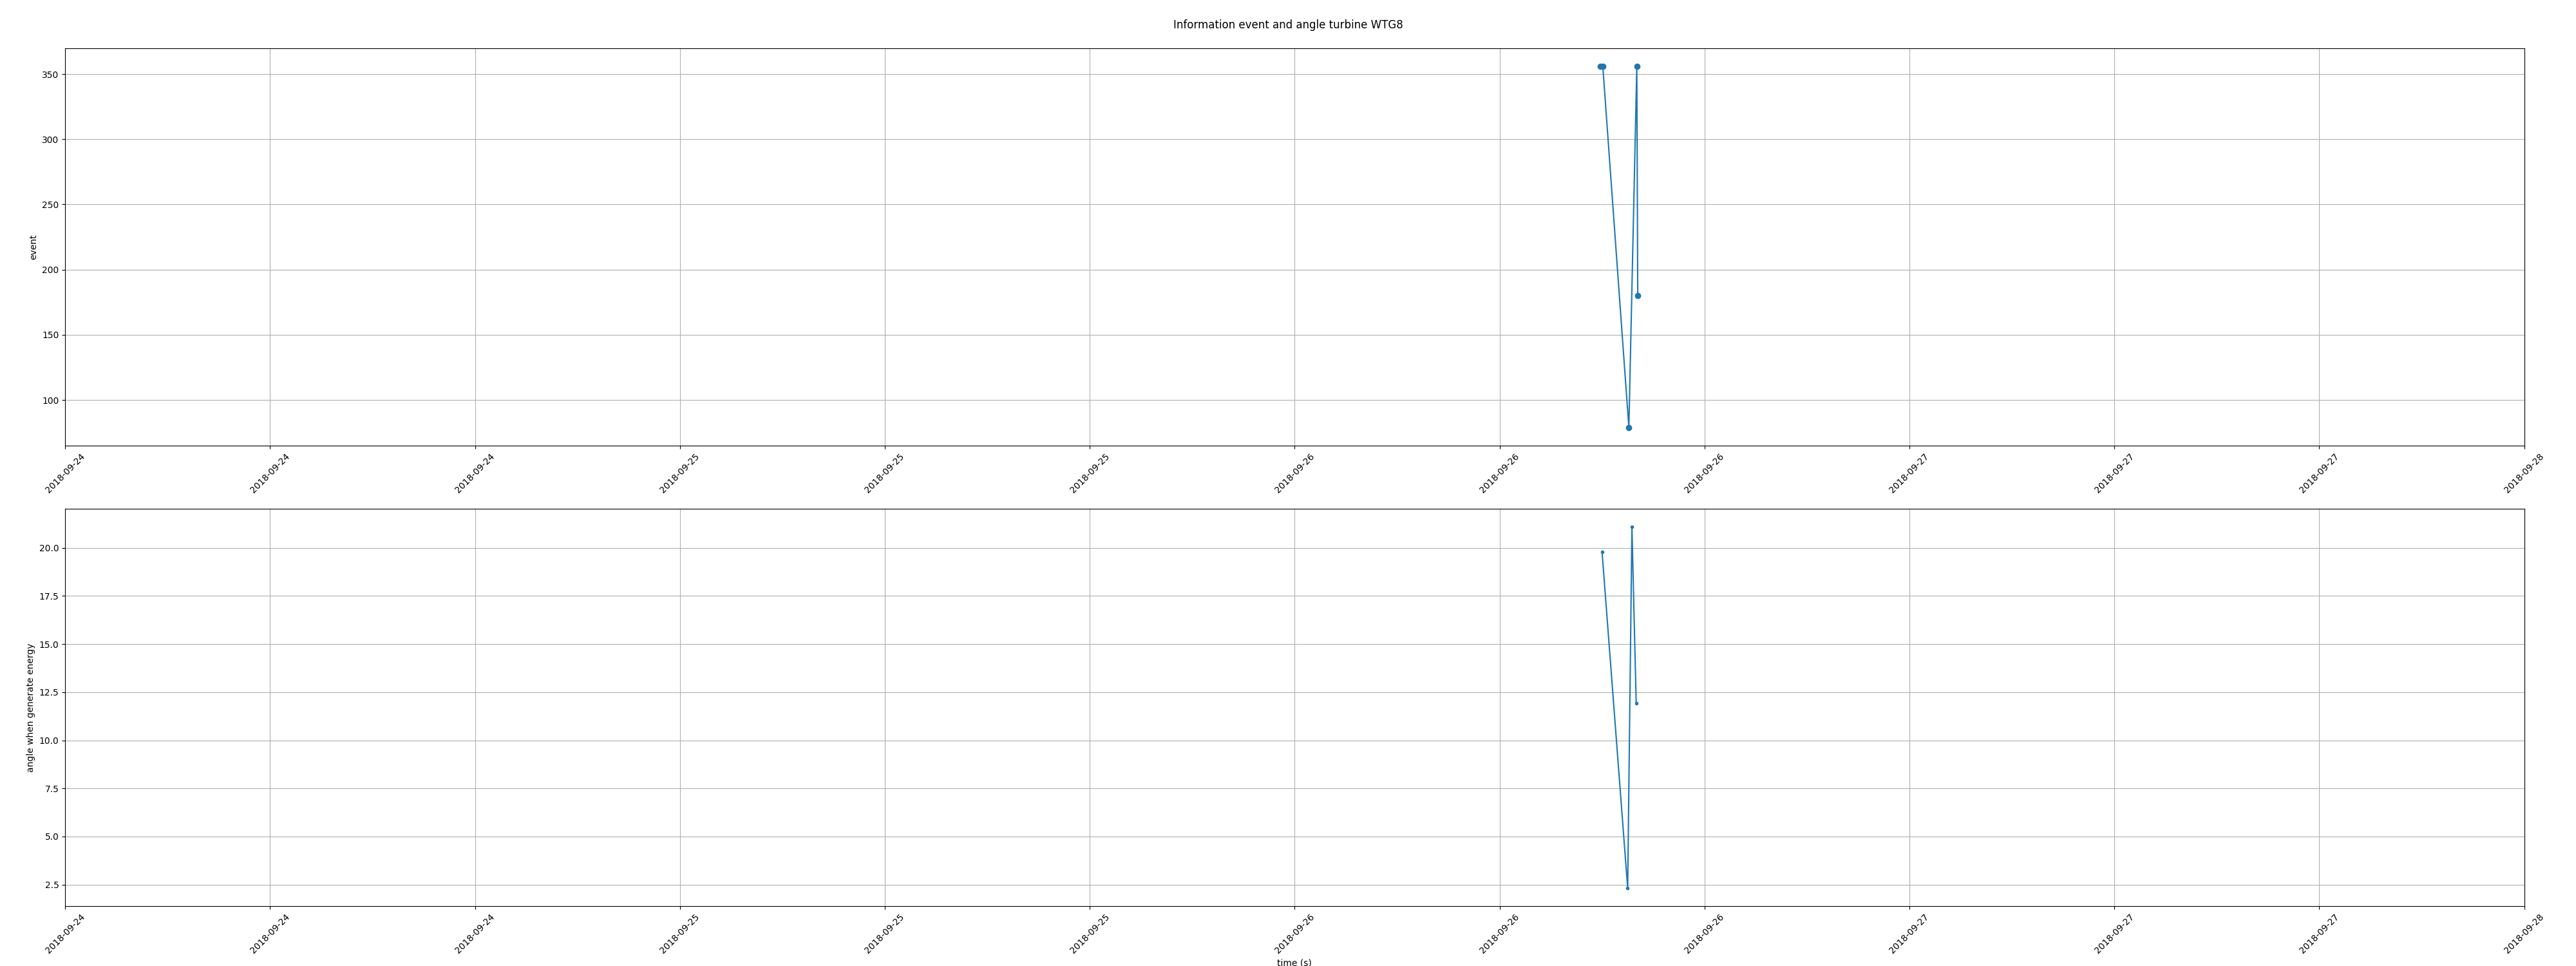 Information event and angle turbine WTG8
350
300
250
200
150
100
event
2018-09-24 2018-09-24 2018-09-24 2018-09-25 2018-09-25 2018-09-25 2018-09-26 2018-09-26 2018-09-26 2018-09-27 2018-09-27 2018-09-27 2018-09-28
20.0
17.5
15.0
12.5
10.0
7.5
5.0
2.5
angle when generate energy
2018-09-24 2018-09-24 2018-09-24 2018-09-25 2018-09-25 2018-09-25 2018-09-26 2018-09-26 2018-09-26 2018-09-27 2018-09-27 2018-09-27 2018-09-28
time (s)